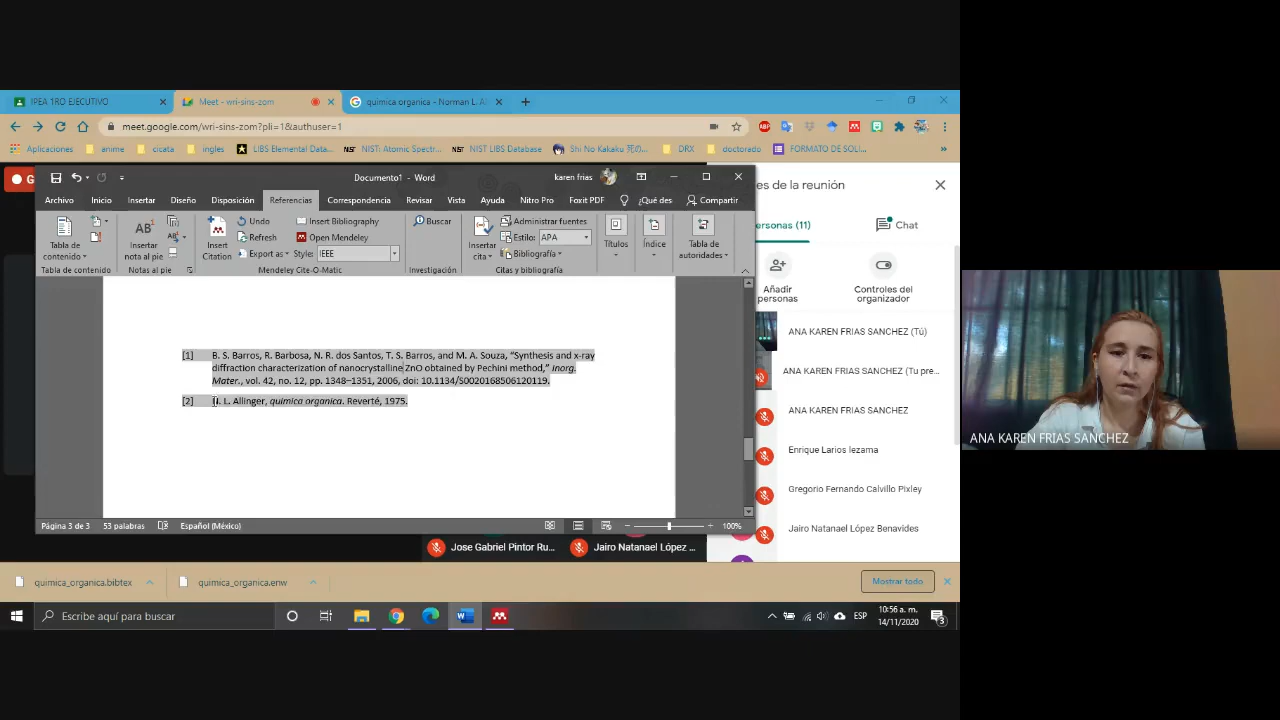 IPEA 1RO EJECUTIVO
Meet - wri-sins-zom
quimica organica - Norman L. Al
meet.google.com/wri-sins-zom?pli=1&authuser=1
Aplicaciones anime cicata ingles LIBS Elemental Data... NIST: Atomic Spectr... NIST LIBS Database Shi No Kakaku 死の... DRX doctorado FORMATO DE SOLI... »
Documento1 - Word
karen frias
Archivo Inicio Insertar Diseño Disposición Referencias Correspondencia Revisar Vista Ayuda Nitro Pro Foxit PDF ¿Qué des Compartir
Tabla de contenido
Tabla de contenido
AB
Insertar nota al pie
Notas al pie
Insert Citation
Undo
Refresh
Export as
Insert Bibliography
Open Mendeley
Style: IEEE
Mendeley Cite-O-Matic
Buscar
Investigación
Insertar cita
Administrar fuentes
Estilo: APA
Bibliografía
Citas y bibliografía
Títulos
Índice
Tabla de autoridades
[1] B. S. Barros, R. Barbosa, N. R. dos Santos, T. S. Barros, and M. A. Souza, “Synthesis and x-ray
diffraction characterization of nanocrystalline ZnO obtained by Pechini method,” Inorg.
Mater., vol. 42, no. 12, pp. 1348–1351, 2006, doi: 10.1134/S0020168506120119.
[2] L. Allinger, quimica organica. Reverté, 1975.
Página 3 de 3 53 palabras Español (México) 100%
es de la reunión
ersonas (11)
Chat
Añadir personas
Controles del organizador
ANA KAREN FRIAS SANCHEZ (Tú)
ANA KAREN FRIAS SANCHEZ (Tu pre...
ANA KAREN FRIAS SANCHEZ
Enrique Larios lezama
Gregorio Fernando Calvillo Pixley
Jairo Natanael López Benavides
Jose Gabriel Pintor Ru...
Jairo Natanael López ...
quimica_organica.bibtex
quimica_organica.enw
Mostrar todo
Escribe aquí para buscar
ESP
10:56 a. m.
14/11/2020
3
ANA KAREN FRIAS SANCHEZ